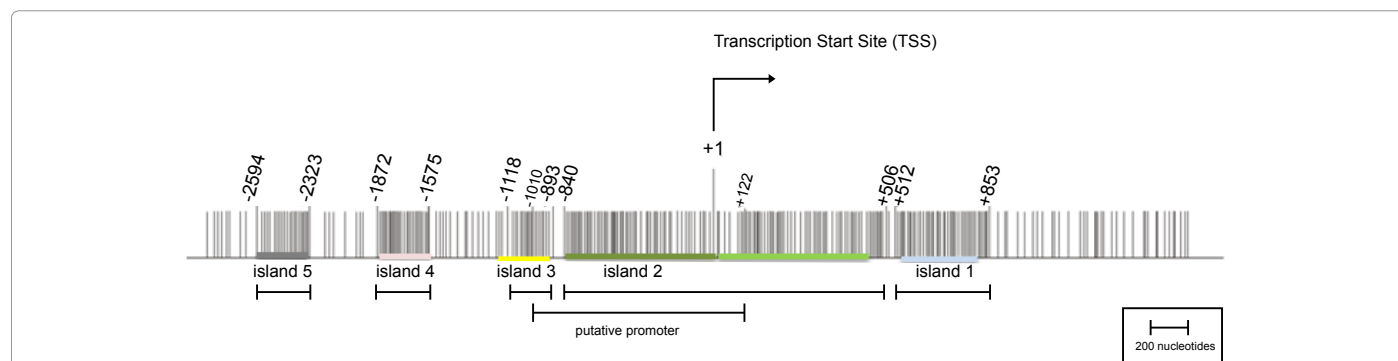 Transcription Start Site (TSS)
+1
-2594
-2323
-1872
-1575
-1118
-1010
-893
-840
+122
+506
+512
+853
island 5
island 4
island 3
island 2
island 1
putative promoter
200 nucleotides